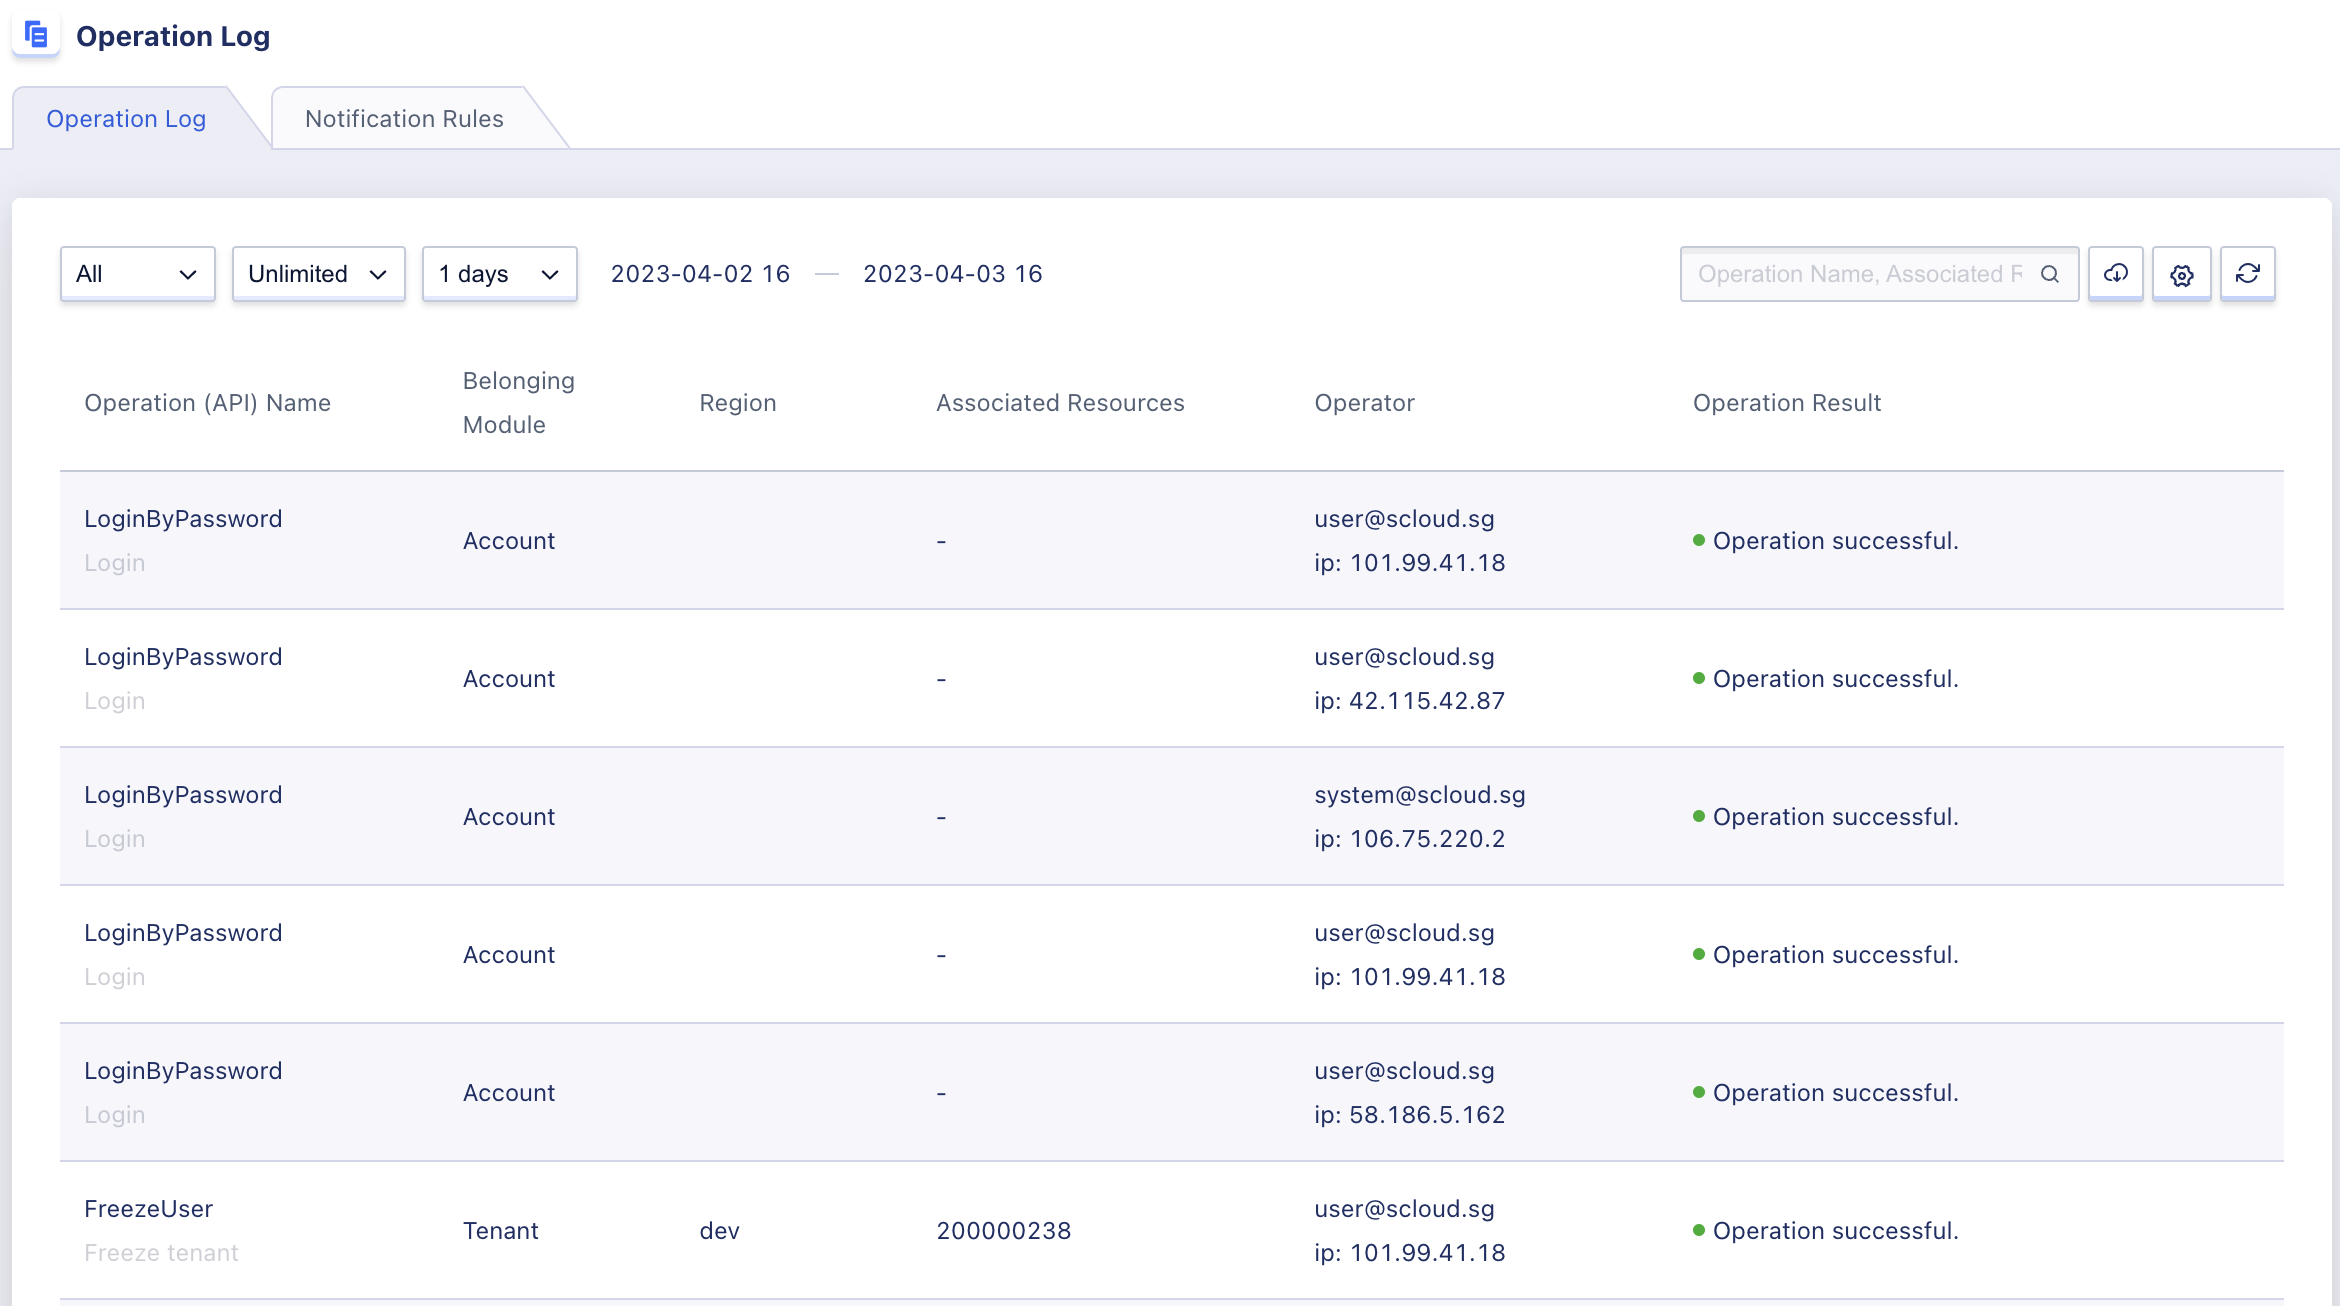 Operation Log
Operation Log
Notification Rules
All
Unlimited
1 days
2023-04-02 16 — 2023-04-03 16
Operation Name, Associated R
Operation (API) Name
Belonging
Module
Region
Associated Resources
Operator
Operation Result
LoginByPassword
Login
Account
-
user@scloud.sg
ip: 101.99.41.18
Operation successful.
LoginByPassword
Login
Account
-
user@scloud.sg
ip: 42.115.42.87
Operation successful.
LoginByPassword
Login
Account
-
system@scloud.sg
ip: 106.75.220.2
Operation successful.
LoginByPassword
Login
Account
-
user@scloud.sg
ip: 101.99.41.18
Operation successful.
LoginByPassword
Login
Account
-
user@scloud.sg
ip: 58.186.5.162
Operation successful.
FreezeUser
Freeze tenant
Tenant
dev
200000238
user@scloud.sg
ip: 101.99.41.18
Operation successful.